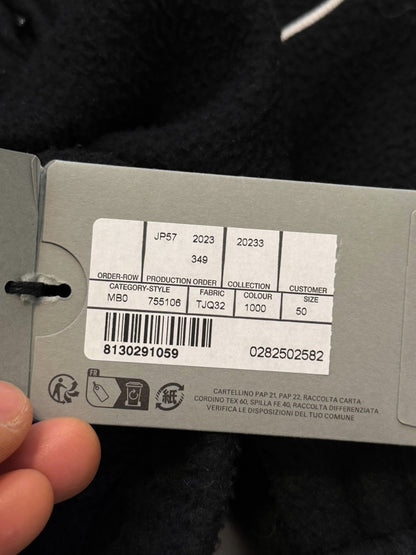 JP57 2023 20233
349
ORDER-ROW PRODUCTION ORDER COLLECTION CUSTOMER
CATEGORY-STYLE FABRIC COLOUR SIZE
MB0 755106 TJQ32 1000 50
8130291059 0282502582
FR
紙
CARTELLINO PAP 21, PAP 22, RACCOLTA CARTA
CORDINO TEX 60, SPILLA FE 40, RACCOLTA DIFFERENZIATA
VERIFICA LE DISPOSIZIONI DEL TUO COMUNE